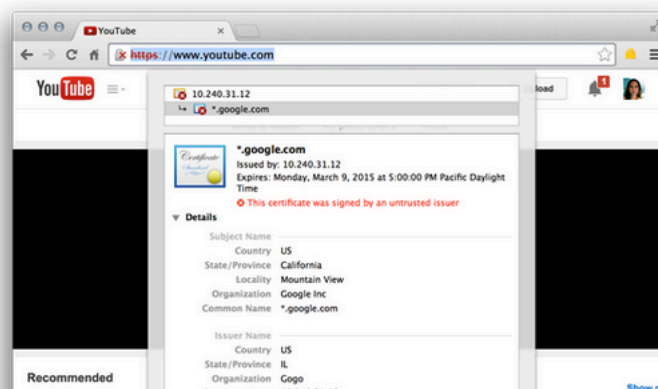 YouTube
https://www.youtube.com
YouTube
load
1
10.240.31.12
*.google.com
*.google.com
Issued by: 10.240.31.12
Expires: Monday, March 9, 2015 at 5:00:00 PM Pacific Daylight
Time
This certificate was signed by an untrusted issuer
Details
Subject Name
Country US
State/Province California
Locality Mountain View
Organization Google Inc
Common Name *.google.com
Issuer Name
Country US
State/Province IL
Organization Gogo
Recommended
Show